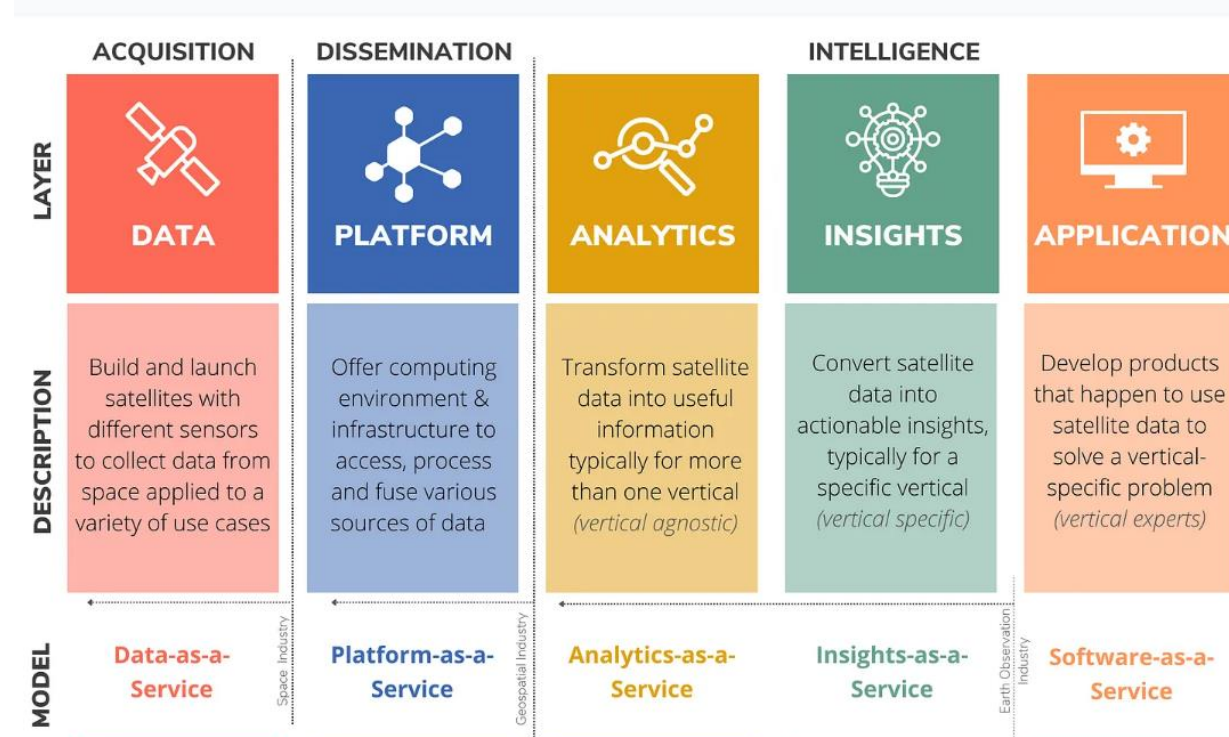 ACQUISITION
DISSEMINATION
INTELLIGENCE
LAYER
DATA
PLATFORM
ANALYTICS
INSIGHTS
APPLICATION
DESCRIPTION
Build and launch
satellites with
different sensors
to collect data from
space applied to a
variety of use cases
Offer computing
environment &
infrastructure to
access, process
and fuse various
sources of data
Transform satellite
data into useful
information
typically for more
than one vertical
(vertical agnostic)
Convert satellite
data into
actionable insights,
typically for a
specific vertical
(vertical specific)
Develop products
that happen to use
satellite data to
solve a vertical-
specific problem
(vertical experts)
MODEL
Data-as-a-
Service
Space Industry
Platform-as-a-
Service
Geospatial Industry
Analytics-as-a-
Service
Insights-as-a-
Service
Earth Observation
Industry
Software-as-a-
Service